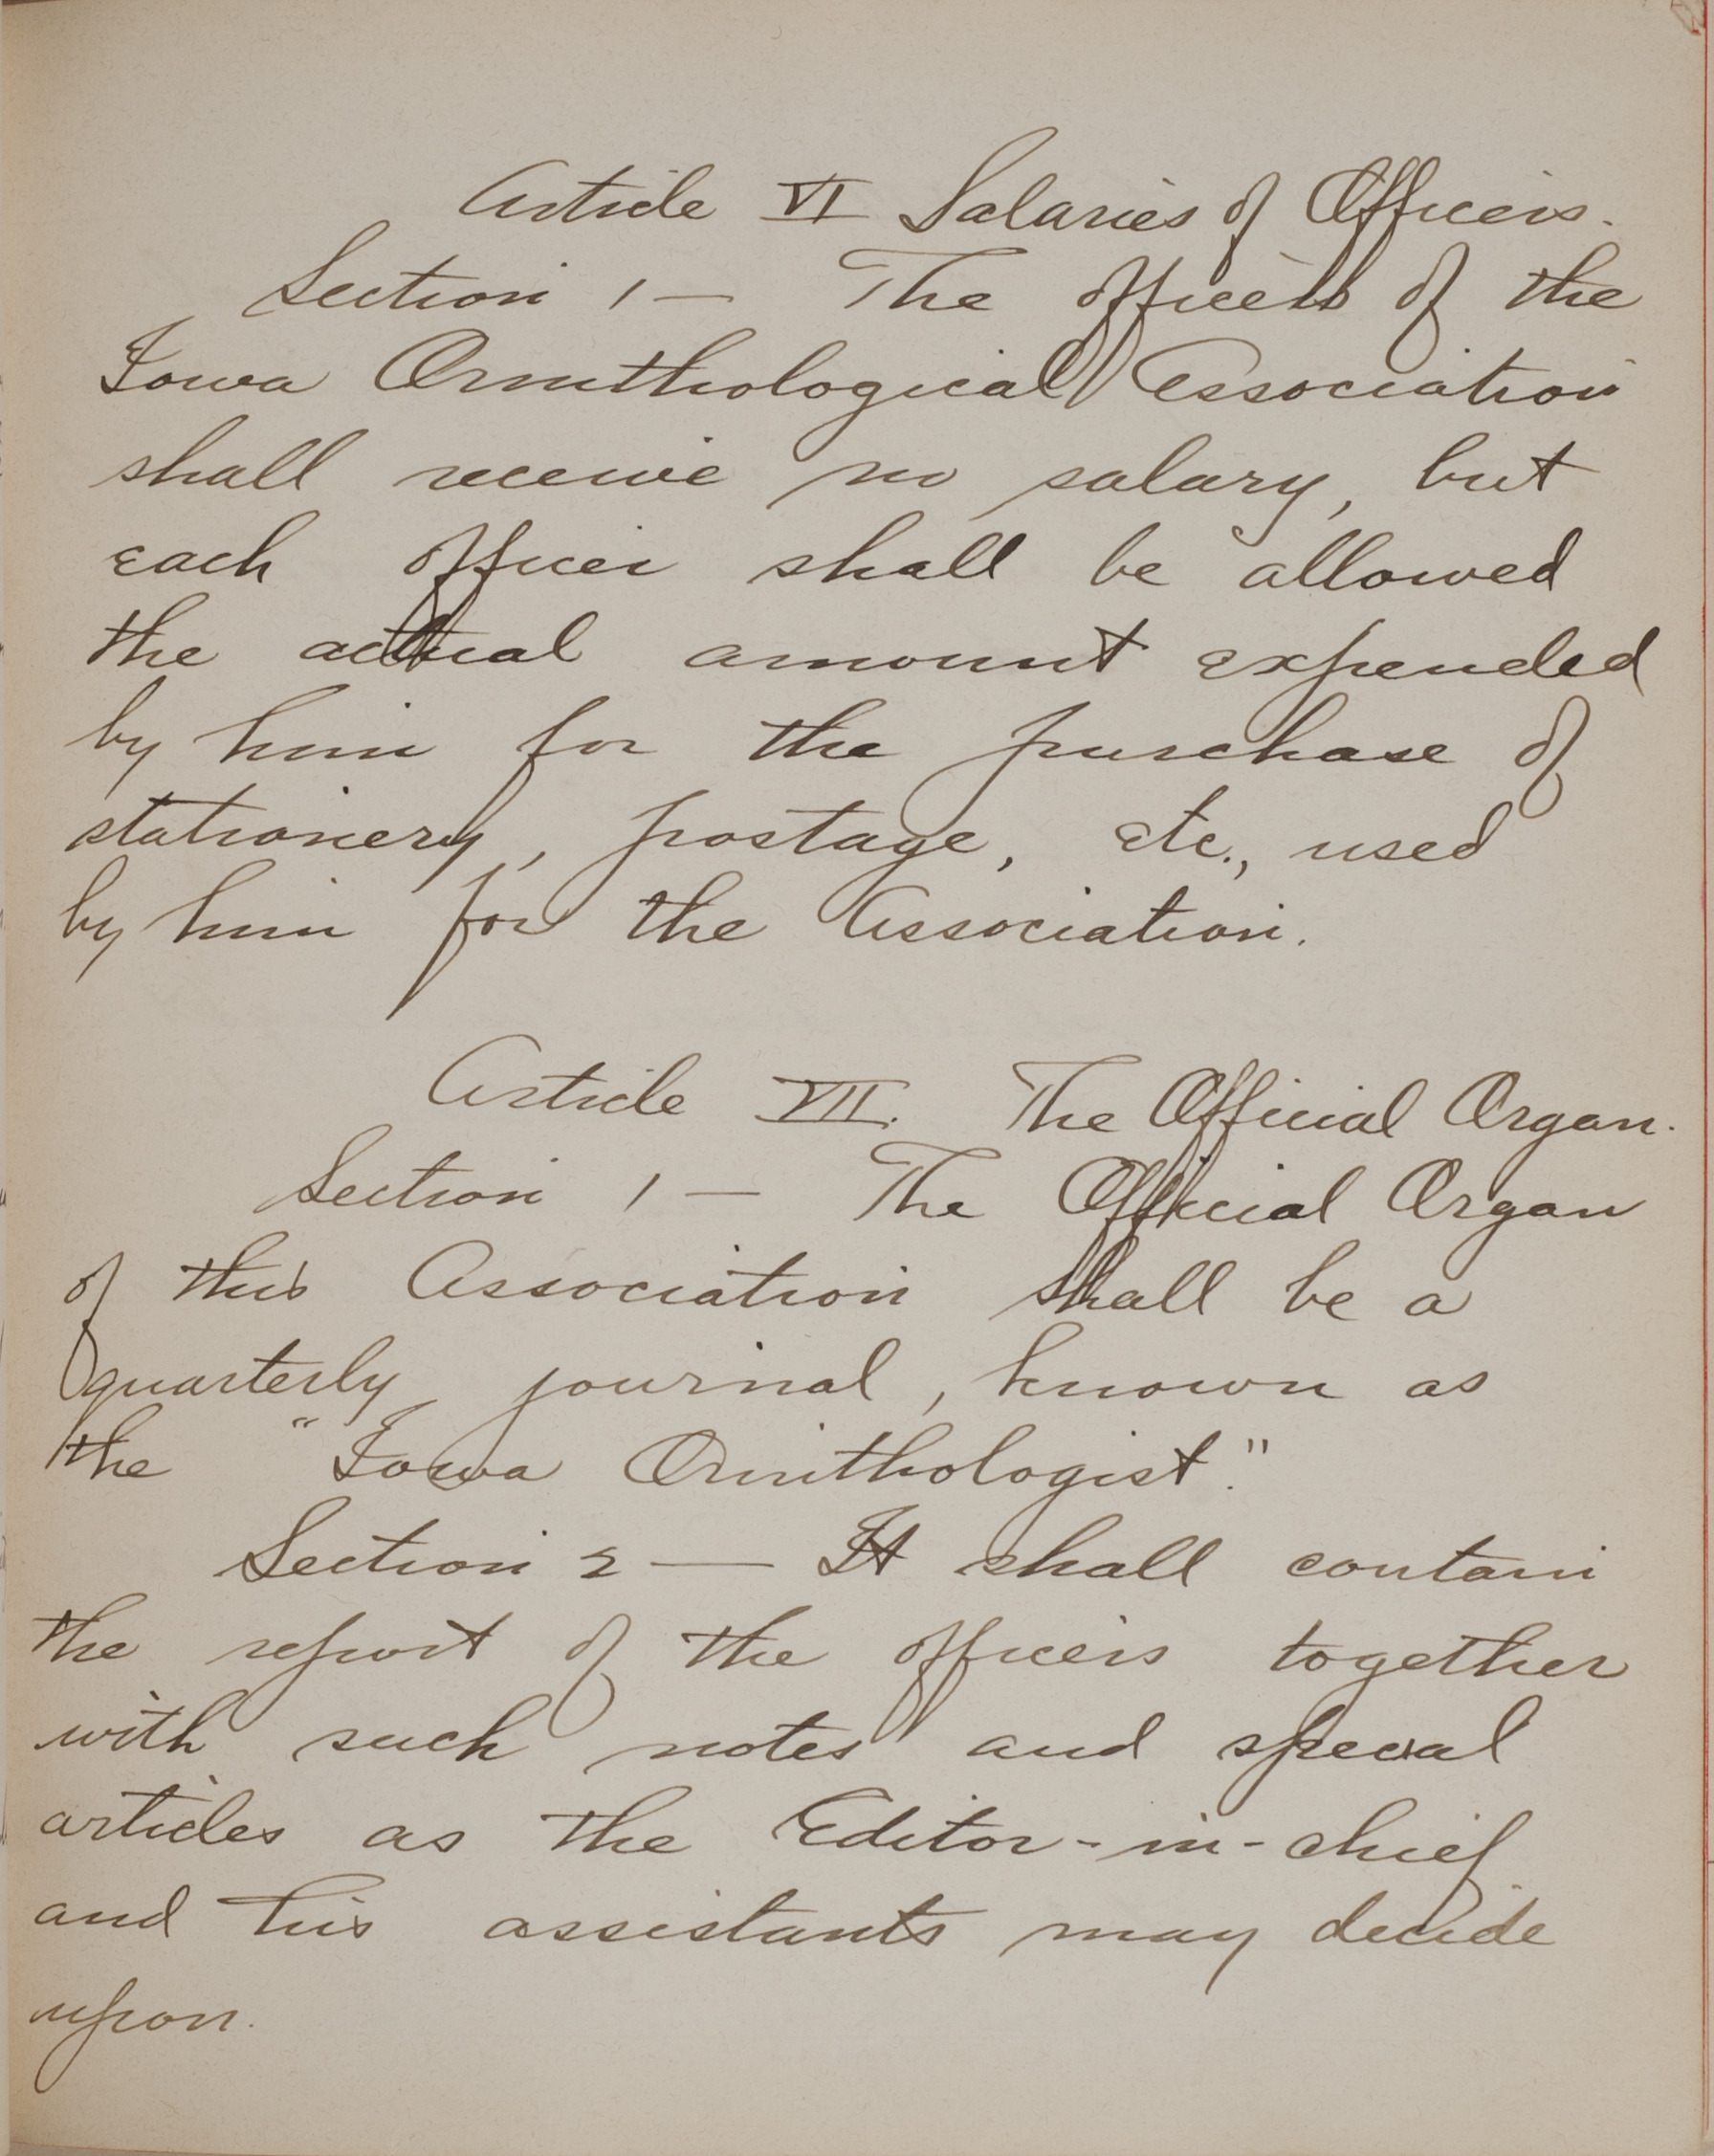 Article VI Salaries of Officers.
Section 1 — The officers of the
Iowa Ornithological Association
shall receive no salary, but
each officer shall be allowed
the actual amount expended
by him for the purchase of
stationery, postage, etc., used
by him for the Association.
Article VII. The Official Organ.
Section 1 — The Official Organ
of this Association shall be a
quarterly journal, known as
the "Iowa Ornithologist."
Section 2 — It shall contain
the report of the officers together
with such notes and special
articles as the Editor-in-chief
and his assistants may decide
upon.